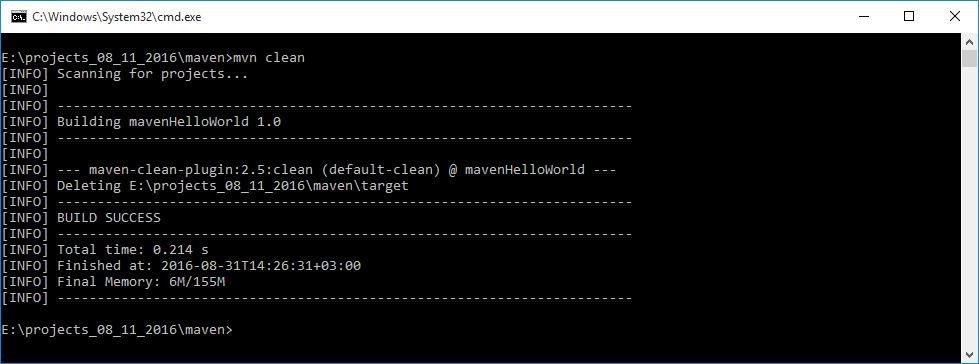 C:\Windows\System32\cmd.exe
E:\projects_08_11_2016\maven>mvn clean
[INFO] Scanning for projects...
[INFO]
[INFO] ------------------------------------------------------------------------
[INFO] Building mavenHelloWorld 1.0
[INFO] ------------------------------------------------------------------------
[INFO]
[INFO] --- maven-clean-plugin:2.5:clean (default-clean) @ mavenHelloWorld ---
[INFO] Deleting E:\projects_08_11_2016\maven\target
[INFO] ------------------------------------------------------------------------
[INFO] BUILD SUCCESS
[INFO] ------------------------------------------------------------------------
[INFO] Total time: 0.214 s
[INFO] Finished at: 2016-08-31T14:26:31+03:00
[INFO] Final Memory: 6M/155M
[INFO] ------------------------------------------------------------------------
E:\projects_08_11_2016\maven>